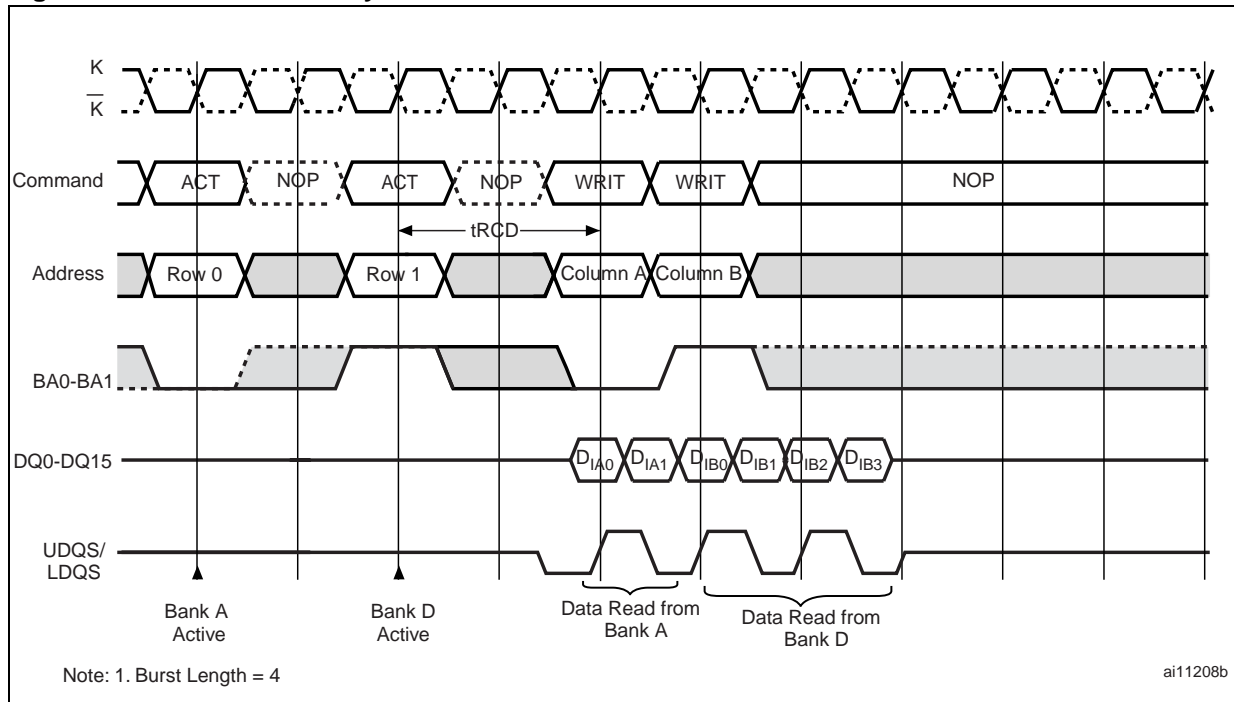 K
K
Command
ACT
NOP
ACT
NOP
WRIT
WRIT
NOP
tRCD
Address
Row 0
Row 1
Column A
Column B
BA0-BA1
DQ0-DQ15
DIA0
DIA1
DIB0
DIB1
DIB2
DIB3
UDQS/
LDQS
Bank A
Active
Bank D
Active
Data Read from
Bank A
Data Read from
Bank D
Note: 1. Burst Length = 4
ai11208b